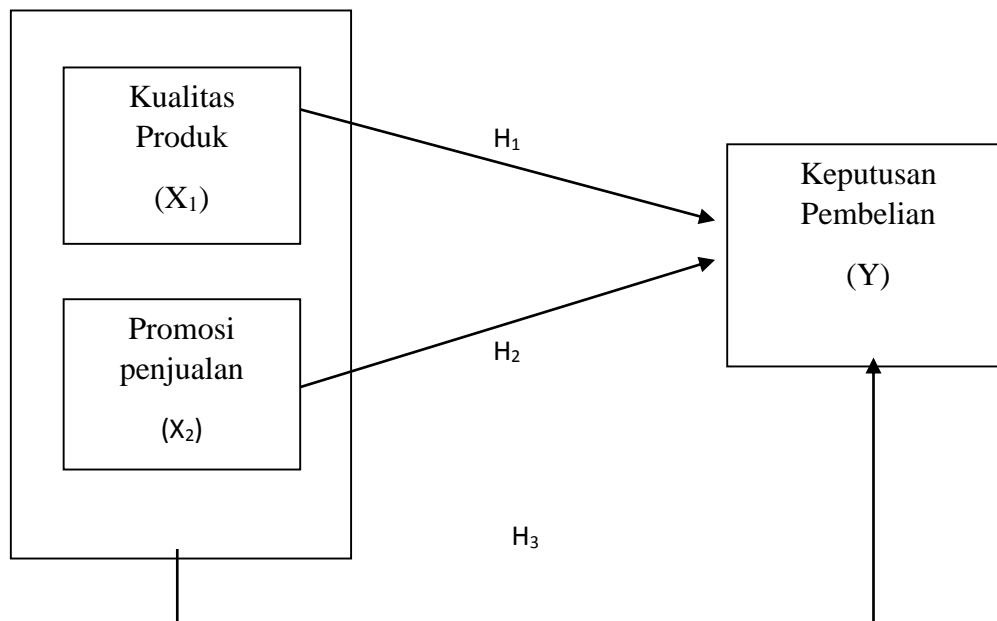 Kualitas
Produk
(X₁)
H₁
Keputusan
Pembelian
(Y)
Promosi
penjualan
(X₂)
H₂
H₃